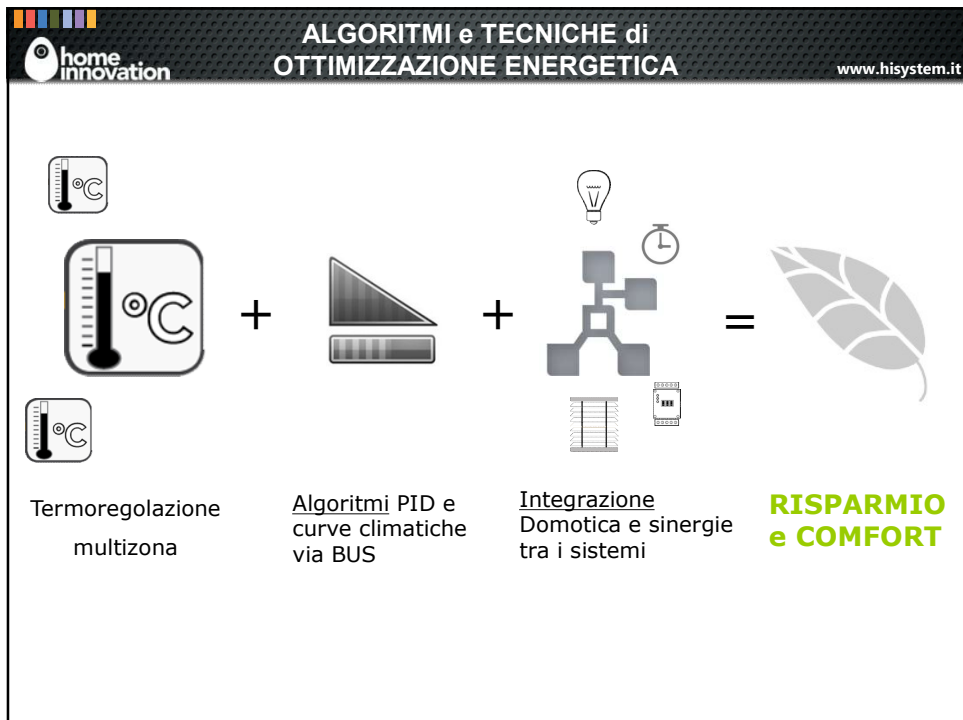 home
innovation
ALGORITMI e TECNICHE di
OTTIMIZZAZIONE ENERGETICA
www.hisystem.it
°C
°C
°C
+
+
=
Termoregolazione
multizona
Algoritmi PID e
curve climatiche
via BUS
Integrazione
Domotica e sinergie
tra i sistemi
RISPARMIO
e COMFORT